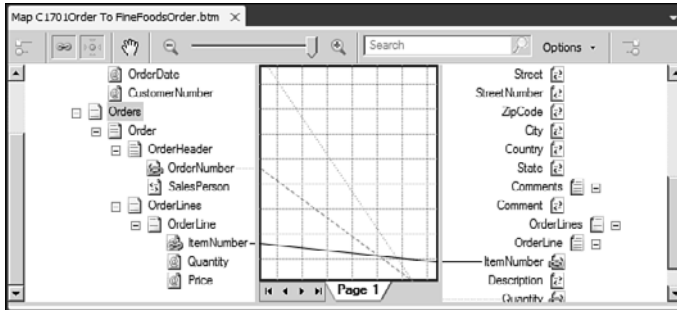 Map C1701Order To FineFoodsOrder.btm
Search
Options
OrderDate
CustomerNumber
Orders
Order
OrderHeader
OrderNumber
SalesPerson
OrderLines
OrderLine
ItemNumber
Quantity
Price
Page 1
Street
StreetNumber
ZipCode
City
Country
State
Comments
Comment
OrderLines
OrderLine
ItemNumber
Description
Quantity